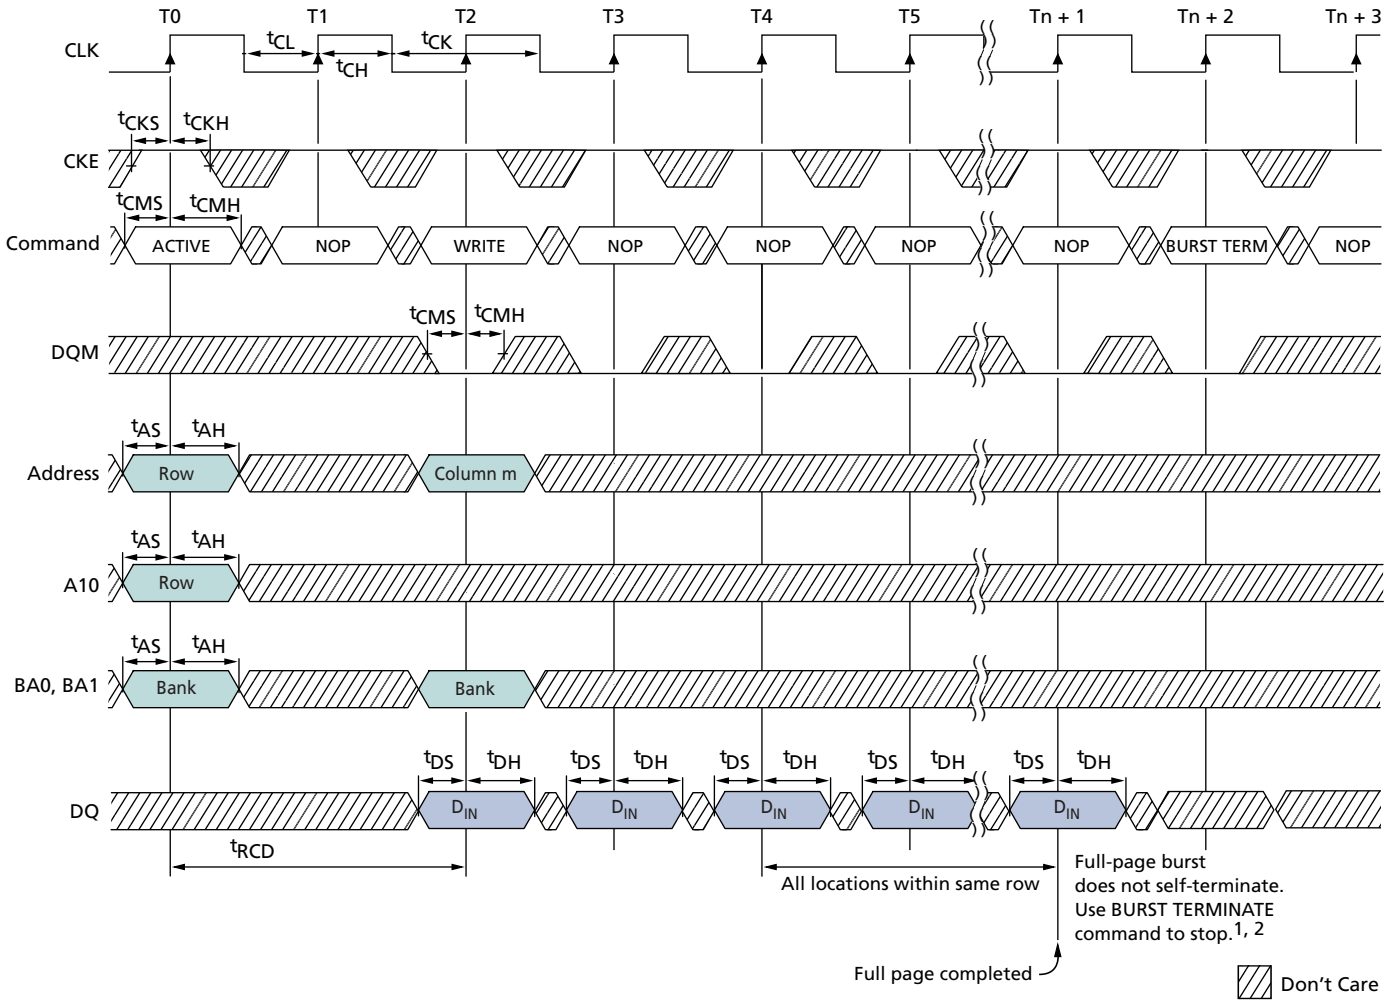 T0 T1 T2 T3 T4 T5 Tn + 1 Tn + 2 Tn + 3
CLK tCL tCH tCK
tCKS tCKH
CKE
tCMS tCMH
Command ACTIVE NOP WRITE NOP NOP NOP NOP BURST TERM NOP
tCMS tCMH
DQM
tAS tAH
Address Row Column m
tAS tAH
A10 Row
tAS tAH
BA0, BA1 Bank Bank
tDS tDH tDS tDH tDS tDH tDS tDH tDS tDH
DQ DIN DIN DIN DIN DIN
tRCD
All locations within same row
Full-page burst
does not self-terminate.
Use BURST TERMINATE
command to stop.1, 2
Full page completed
Don't Care